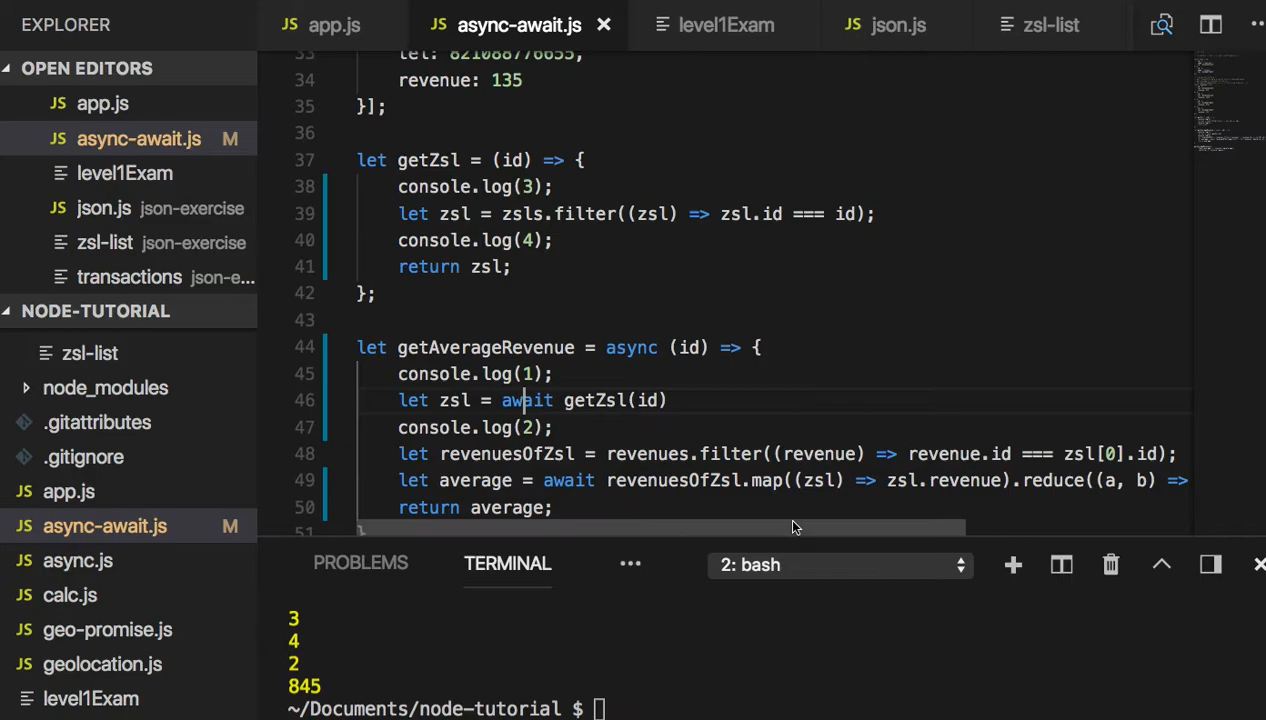 EXPLORER
JS app.js
JS async-await.js ×
level1Exam
JS json.js
zsl-list
OPEN EDITORS
JS app.js
JS async-await.js M
level1Exam
JS json.js json-exercise
zsl-list json-exercise
transactions json-e...
NODE-TUTORIAL
zsl-list
node_modules
.gitattributes
.gitignore
JS app.js
JS async-await.js M
JS async.js
JS calc.js
JS geo-promise.js
JS geolocation.js
level1Exam
33 tel: 821088776655,
34 revenue: 135
35 }];
36
37 let getZsl = (id) => {
38 console.log(3);
39 let zsl = zsls.filter((zsl) => zsl.id === id);
40 console.log(4);
41 return zsl;
42 };
43
44 let getAverageRevenue = async (id) => {
45 console.log(1);
46 let zsl = await getZsl(id)
47 console.log(2);
48 let revenuesOfZsl = revenues.filter((revenue) => revenue.id === zsl[0].id);
49 let average = await revenuesOfZsl.map((zsl) => zsl.revenue).reduce((a, b) =>
50 return average;
51 }
PROBLEMS TERMINAL ••• 2: bash
3
4
2
845
~/Documents/node-tutorial $